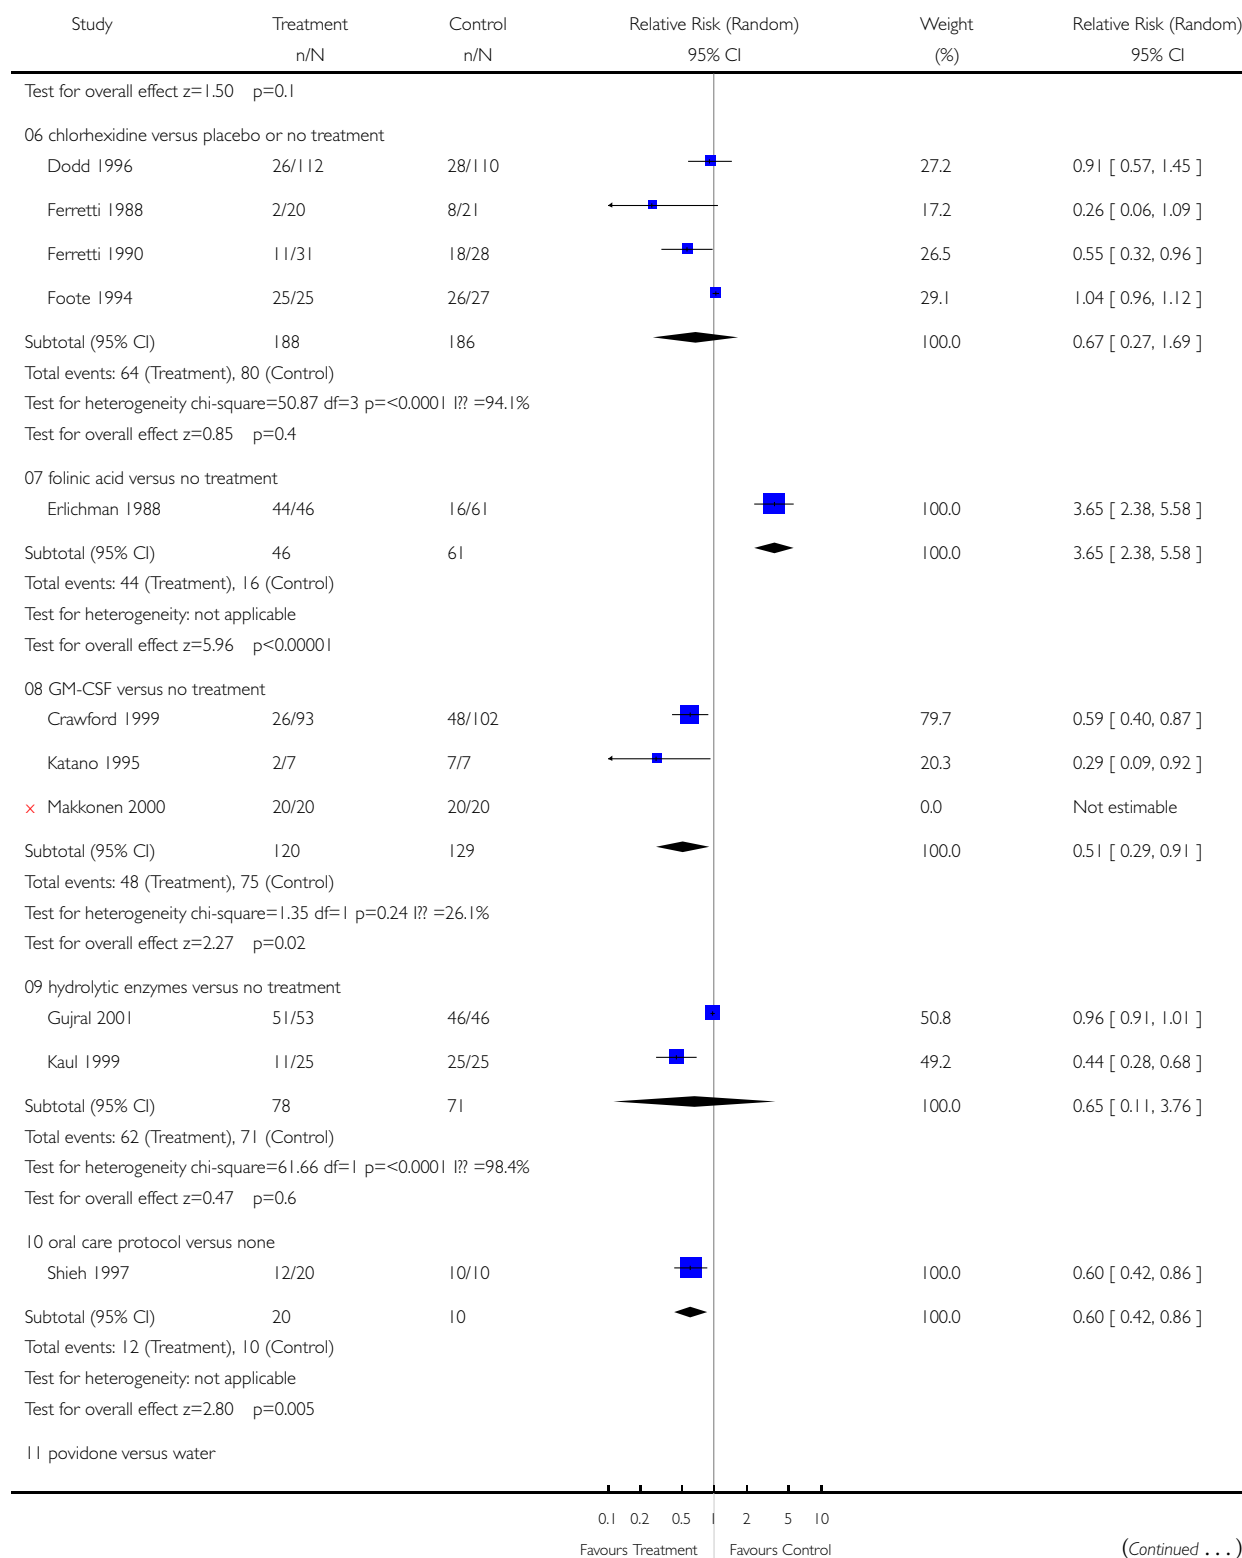 Study Treatment Control Relative Risk (Random) Weight Relative Risk (Random)
n/N n/N 95% CI (%) 95% CI
Test for overall effect z=1.50 p=0.1
06 chlorhexidine versus placebo or no treatment
Dodd 1996 26/112 28/110 27.2 0.91 [ 0.57, 1.45 ]
Ferretti 1988 2/20 8/21 17.2 0.26 [ 0.06, 1.09 ]
Ferretti 1990 11/31 18/28 26.5 0.55 [ 0.32, 0.96 ]
Foote 1994 25/25 26/27 29.1 1.04 [ 0.96, 1.12 ]
Subtotal (95% CI) 188 186 100.0 0.67 [ 0.27, 1.69 ]
Total events: 64 (Treatment), 80 (Control)
Test for heterogeneity chi-square=50.87 df=3 p=<0.0001 I?? =94.1%
Test for overall effect z=0.85 p=0.4
07 folinic acid versus no treatment
Erlichman 1988 44/46 16/61 100.0 3.65 [ 2.38, 5.58 ]
Subtotal (95% CI) 46 61 100.0 3.65 [ 2.38, 5.58 ]
Total events: 44 (Treatment), 16 (Control)
Test for heterogeneity: not applicable
Test for overall effect z=5.96 p<0.00001
08 GM-CSF versus no treatment
Crawford 1999 26/93 48/102 79.7 0.59 [ 0.40, 0.87 ]
Katano 1995 2/7 7/7 20.3 0.29 [ 0.09, 0.92 ]
× Makkonen 2000 20/20 20/20 0.0 Not estimable
Subtotal (95% CI) 120 129 100.0 0.51 [ 0.29, 0.91 ]
Total events: 48 (Treatment), 75 (Control)
Test for heterogeneity chi-square=1.35 df=1 p=0.24 I?? =26.1%
Test for overall effect z=2.27 p=0.02
09 hydrolytic enzymes versus no treatment
Gujral 2001 51/53 46/46 50.8 0.96 [ 0.91, 1.01 ]
Kaul 1999 11/25 25/25 49.2 0.44 [ 0.28, 0.68 ]
Subtotal (95% CI) 78 71 100.0 0.65 [ 0.11, 3.76 ]
Total events: 62 (Treatment), 71 (Control)
Test for heterogeneity chi-square=61.66 df=1 p=<0.0001 I?? =98.4%
Test for overall effect z=0.47 p=0.6
10 oral care protocol versus none
Shieh 1997 12/20 10/10 100.0 0.60 [ 0.42, 0.86 ]
Subtotal (95% CI) 20 10 100.0 0.60 [ 0.42, 0.86 ]
Total events: 12 (Treatment), 10 (Control)
Test for heterogeneity: not applicable
Test for overall effect z=2.80 p=0.005
11 povidone versus water
0.1 0.2 0.5 1 2 5 10
Favours Treatment Favours Control (Continued . . . )